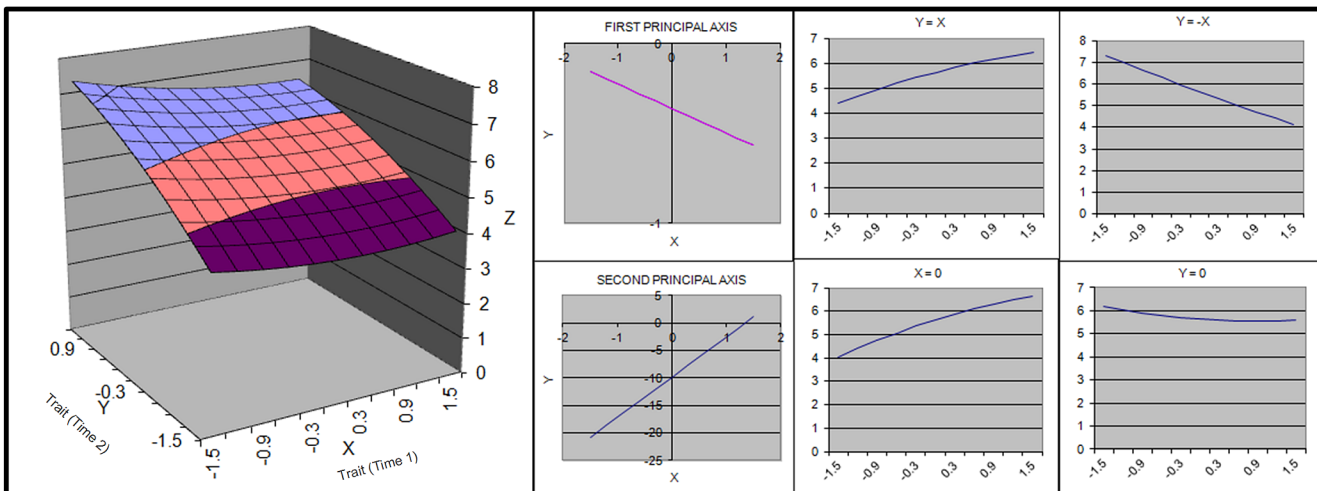 8
7
6
5
4
3
2
1
0
Z
0.9
-0.3
-1.5
Y
Trait (Time 2)
-1.5
-0.9
-0.3
0.3
0.9
1.5
X
Trait (Time 1)
FIRST PRINCIPAL AXIS
0
-2 -1 0 1 2
Y
-1
X
Y = X
7
6
5
4
3
2
1
0
-1.5 -0.9 -0.3 0.3 0.9 1.5
Y = -X
8
7
6
5
4
3
2
1
0
-1.5 -0.9 -0.3 0.3 0.9 1.5
SECOND PRINCIPAL AXIS
5
0
-2 -1 0 1 2
-5
-10
-15
-20
-25
Y
X
X = 0
7
6
5
4
3
2
1
0
-1.5 -0.9 -0.3 0.3 0.9 1.5
Y = 0
7
6
5
4
3
2
1
0
-1.5 -0.9 -0.3 0.3 0.9 1.5